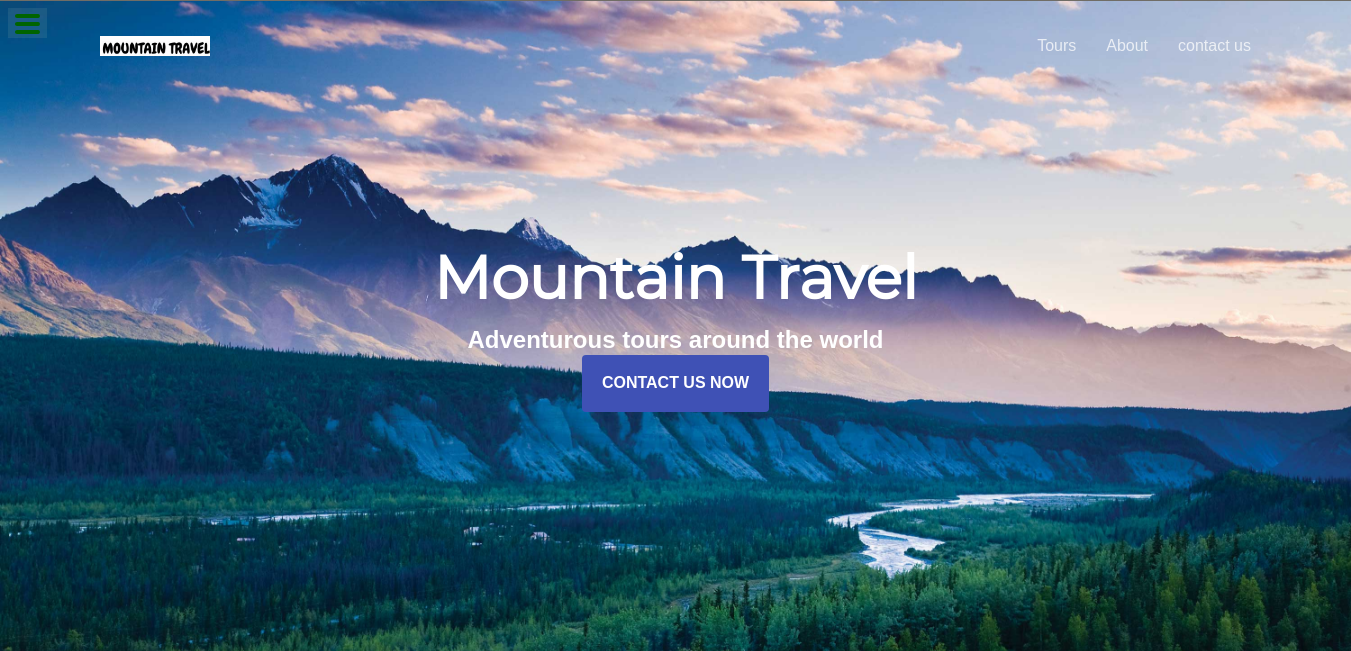 MOUNTAIN TRAVEL
Tours About contact us
Mountain Travel
Adventurous tours around the world
CONTACT US NOW